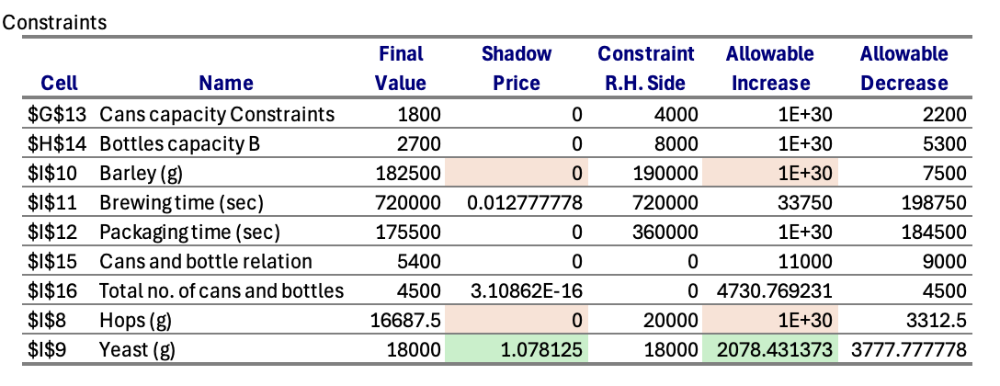 Constraints
Final Shadow Constraint Allowable Allowable
Cell Name Value Price R.H. Side Increase Decrease
$G$13 Cans capacity Constraints 1800 0 4000 1E+30 2200
$H$14 Bottles capacity B 2700 0 8000 1E+30 5300
$I$10 Barley (g) 182500 0 190000 1E+30 7500
$I$11 Brewing time (sec) 720000 0.012777778 720000 33750 198750
$I$12 Packaging time (sec) 175500 0 360000 1E+30 184500
$I$15 Cans and bottle relation 5400 0 0 11000 9000
$I$16 Total no. of cans and bottles 4500 3.10862E-16 0 4730.769231 4500
$I$8 Hops (g) 16687.5 0 20000 1E+30 3312.5
$I$9 Yeast (g) 18000 1.078125 18000 2078.431373 3777.777778